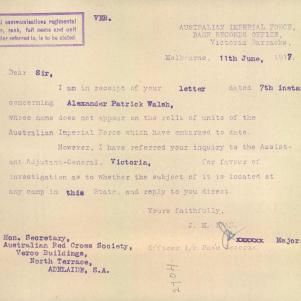 l communications regimental
r, rank, full name and unit
der referred to, is to be stated
VEB.
AUSTRALIAN IMPERIAL FORCE,
BASE RECORDS OFFICE,
Victoria Barracks,
Melbourne, 11th June, 1917.
Dear Sir,
I am in receipt of your letter dated 7th insta
concerning Alexander Patrick Walsh,
whose name does not appear on the rolls of units of the
Australian Imperial Force which have embarked to date.
However, I have referred your inquiry to the Assist-
ant Adjutant-General, Victoria, for favour of
investigation as to whether the subject of it is located at
any camp in this State, and reply to you direct.
Yours faithfully,
J. M.
xxxxxx Major.
Officer i/c Base Records.
Hon. Secretary,
Australian Red Cross Society,
Verco Buildings,
North Terrace,
ADELAIDE, S.A.